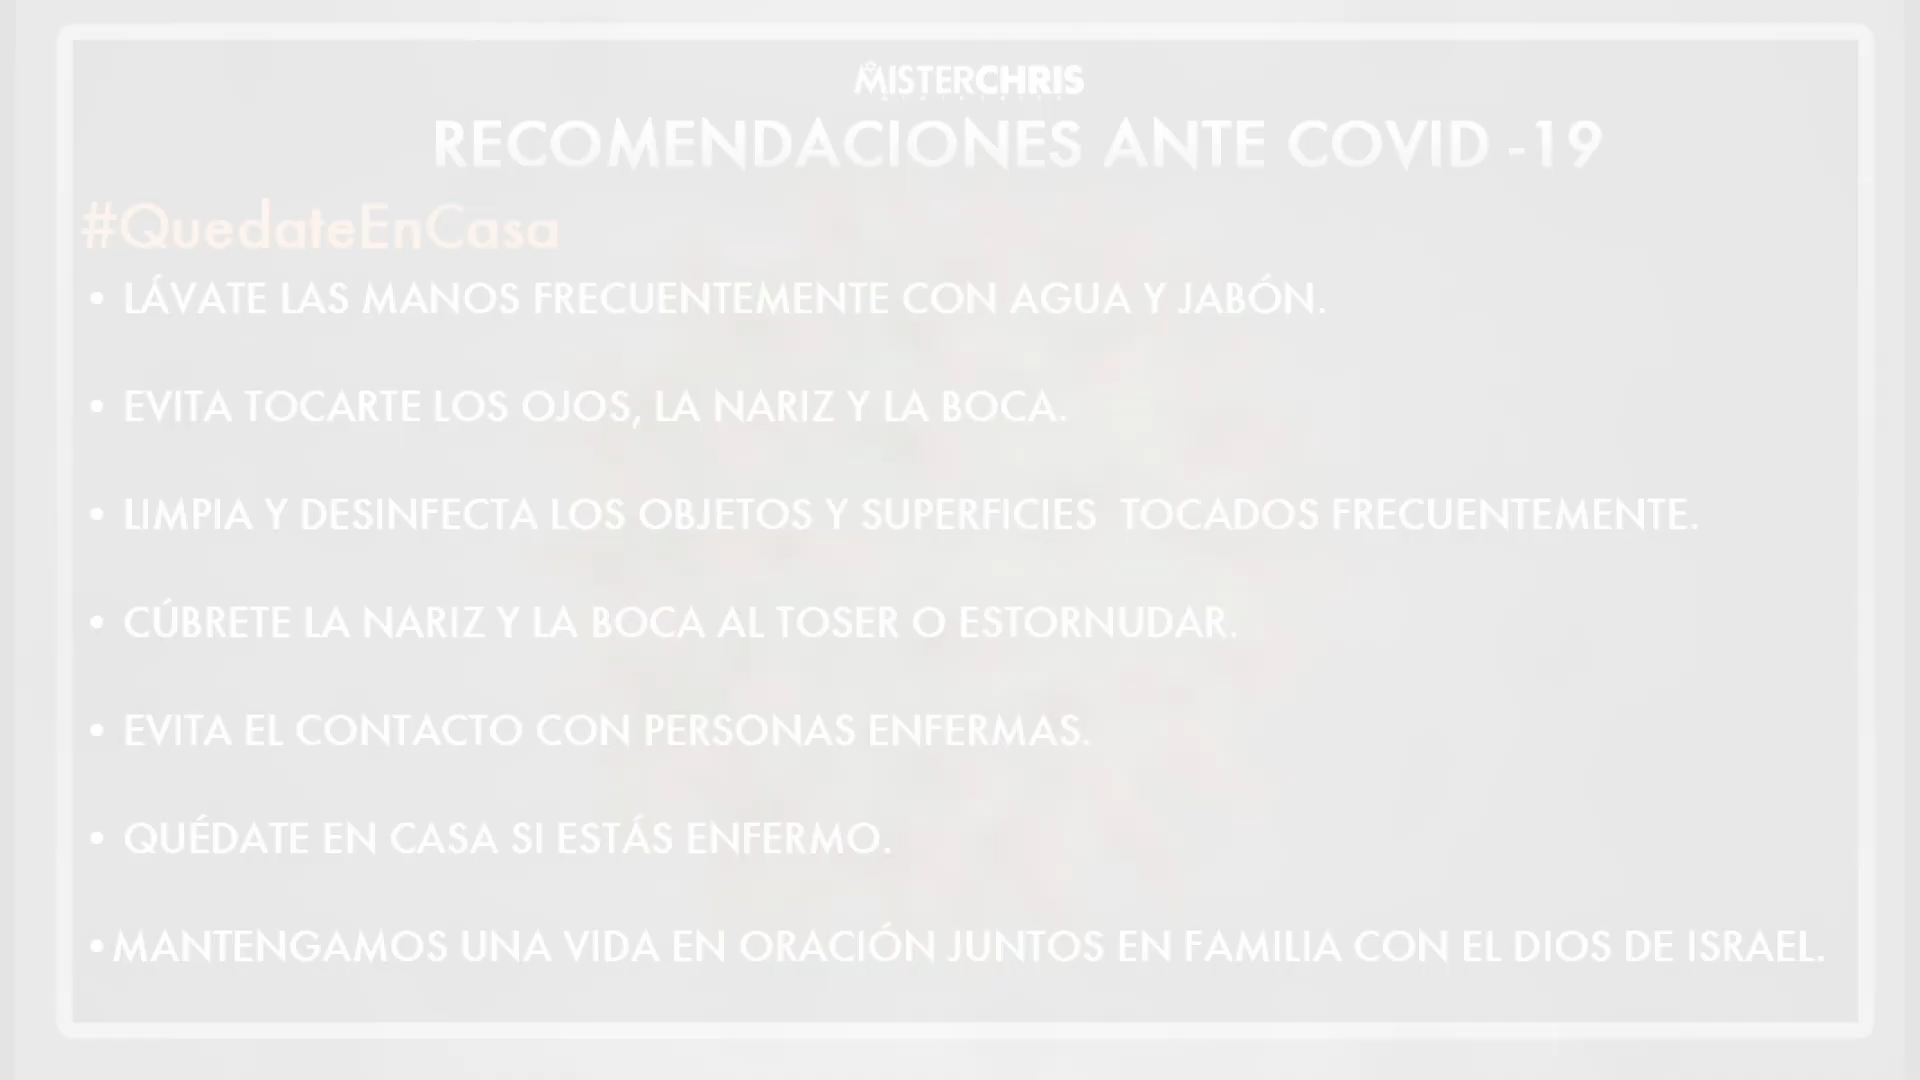 MISTERCHRIS
RECOMENDACIONES ANTE COVID -19
#QuedateEnCasa
• LÁVATE LAS MANOS FRECUENTEMENTE CON AGUA Y JABÓN.
• EVITA TOCARTE LOS OJOS, LA NARIZ Y LA BOCA.
• LIMPIA Y DESINFECTA LOS OBJETOS Y SUPERFICIES TOCADOS FRECUENTEMENTE.
• CÚBRETE LA NARIZ Y LA BOCA AL TOSER O ESTORNUDAR.
• EVITA EL CONTACTO CON PERSONAS ENFERMAS.
• QUÉDATE EN CASA SI ESTÁS ENFERMO.
• MANTENGAMOS UNA VIDA EN ORACIÓN JUNTOS EN FAMILIA CON EL DIOS DE ISRAEL.